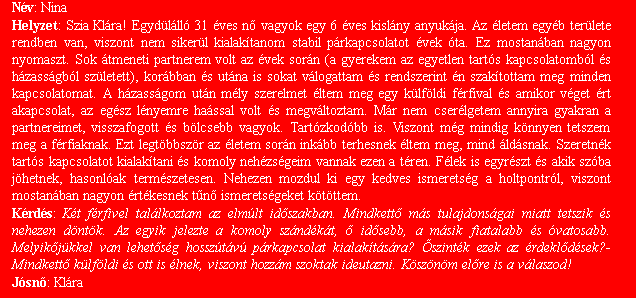 Név: Nina
Helyzet: Szia Klára! Egydülálló 31 éves nő vagyok egy 6 éves kislány anyukája. Az életem egyéb területe
rendben van, viszont nem sikerül kialakítanom stabil párkapcsolatot évek óta. Ez mostanában nagyon
nyomaszt. Sok átmeneti partnerem volt az évek során (a gyerekem az egyetlen tartós kapcsolatomból és
házasságból született), korábban és utána is sokat válogattam és rendszerint én szakítottam meg minden
kapcsolatomat. A házasságom után mély szerelmet éltem meg egy külföldi férfival és amikor véget ért
akapcsolat, az egész lényemre haással volt és megváltoztam. Már nem cserélgetem annyira gyakran a
partnereimet, visszafogott és bölcsebb vagyok. Tartózkodóbb is. Viszont még mindig könnyen tetszem
meg a férfiaknak. Ezt legtöbbször az életem során inkább terhesnek éltem meg, mind áldásnak. Szeretnék
tartós kapcsolatot kialakítani és komoly nehézségeim vannak ezen a téren. Félek is egyrészt és akik szóba
jöhetnek, hasonlóak természetesen. Nehezen mozdul ki egy kedves ismeretség a holtpontról, viszont
mostanában nagyon értékesnek tűnő ismeretségeket kötöttem.
Kérdés: Két férfivel találkoztam az elmúlt időszakban. Mindkettő más tulajdonságai miatt tetszik és
nehezen döntök. Az egyik jelezte a komoly szándékát, ő idősebb, a másik fiatalabb és óvatosabb.
Melyikőjükkel van lehetőség hosszútávú párkapcsolat kialakítására? Őszinték ezek az érdeklődések?-
Mindkettő külföldi és ott is élnek, viszont hozzám szoktak ideutazni. Köszönöm előre is a válaszod!
Jósnő: Klára